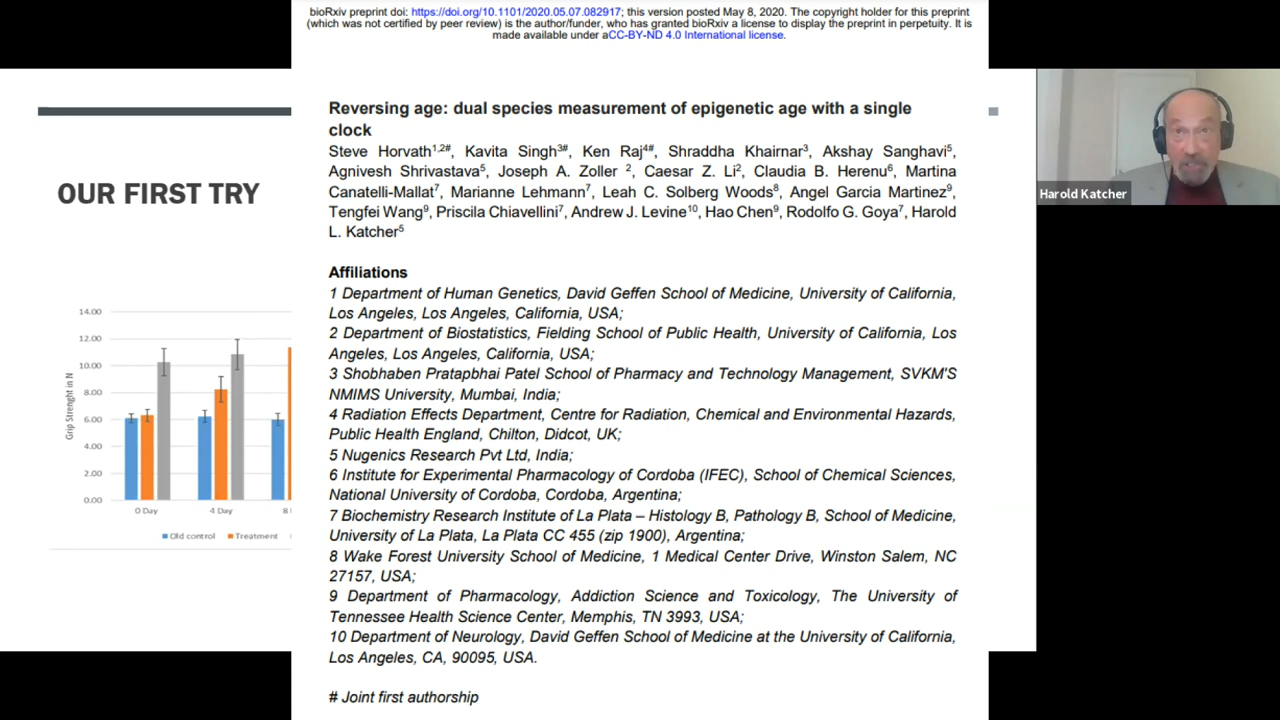 bioRxiv preprint doi: https://doi.org/10.1101/2020.05.07.082917; this version posted May 8, 2020. The copyright holder for this preprint
(which was not certified by peer review) is the author/funder, who has granted bioRxiv a license to display the preprint in perpetuity. It is
made available under aCC-BY-ND 4.0 International license.
Reversing age: dual species measurement of epigenetic age with a single
clock
Steve Horvath1,2#, Kavita Singh3#, Ken Raj4#, Shraddha Khairnar3, Akshay Sanghavi5,
Agnivesh Shrivastava5, Joseph A. Zoller 2, Caesar Z. Li2, Claudia B. Herenu6, Martina
Canatelli-Mallat7, Marianne Lehmann7, Leah C. Solberg Woods8, Angel Garcia Martinez9,
Tengfei Wang9, Priscila Chiavellini7, Andrew J. Levine10, Hao Chen9, Rodolfo G. Goya7, Harold
L. Katcher5
Affiliations
1 Department of Human Genetics, David Geffen School of Medicine, University of California,
Los Angeles, Los Angeles, California, USA;
2 Department of Biostatistics, Fielding School of Public Health, University of California, Los
Angeles, Los Angeles, California, USA;
3 Shobhaben Pratapbhai Patel School of Pharmacy and Technology Management, SVKM'S
NMIMS University, Mumbai, India;
4 Radiation Effects Department, Centre for Radiation, Chemical and Environmental Hazards,
Public Health England, Chilton, Didcot, UK;
5 Nugenics Research Pvt Ltd, India;
6 Institute for Experimental Pharmacology of Cordoba (IFEC), School of Chemical Sciences,
National University of Cordoba, Cordoba, Argentina;
7 Biochemistry Research Institute of La Plata – Histology B, Pathology B, School of Medicine,
University of La Plata, La Plata CC 455 (zip 1900), Argentina;
8 Wake Forest University School of Medicine, 1 Medical Center Drive, Winston Salem, NC
27157, USA;
9 Department of Pharmacology, Addiction Science and Toxicology, The University of
Tennessee Health Science Center, Memphis, TN 3993, USA;
10 Department of Neurology, David Geffen School of Medicine at the University of California,
Los Angeles, CA, 90095, USA.
# Joint first authorship
OUR FIRST TRY
Grip Strenght in N
14.00
12.00
10.00
8.00
6.00
4.00
2.00
0.00
0 Day
4 Day
8
Old control
Treatment
Harold Katcher